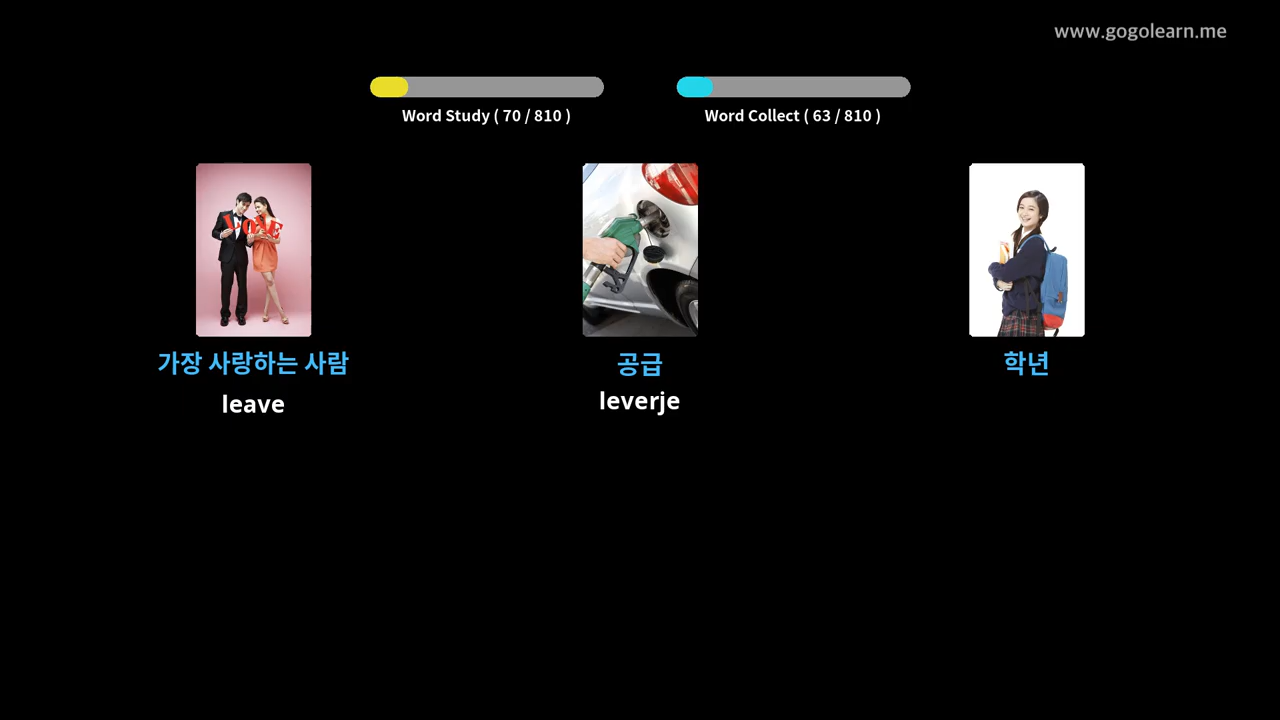 www.gogolearn.me
Word Study ( 70 / 810 )
Word Collect ( 63 / 810 )
LOVE
가장 사랑하는 사람
공급
학년
leave
leverje